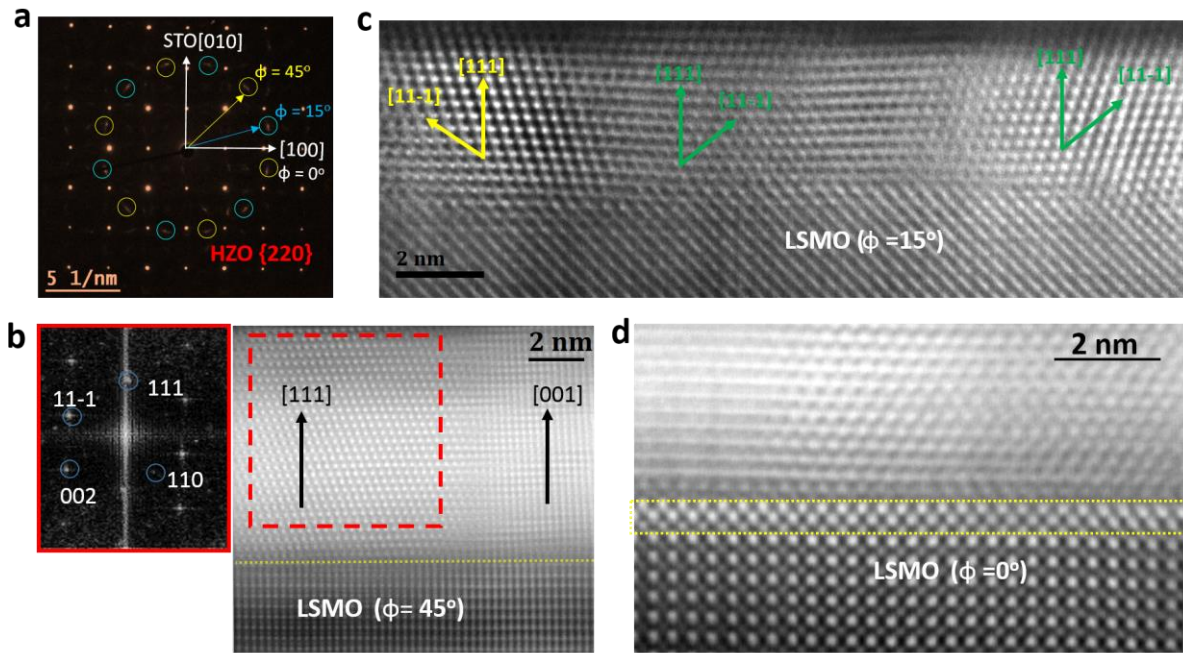 a
STO[010]
ϕ = 45°
ϕ = 15°
[100]
ϕ = 0°
HZO {220}
5 1/nm
b
111
11-1
002
110
2 nm
[111]
[001]
LSMO (ϕ= 45°)
c
[111]
[11-1]
[111]
[11-1]
[111]
[11-1]
LSMO (ϕ =15°)
2 nm
d
2 nm
LSMO (ϕ =0°)